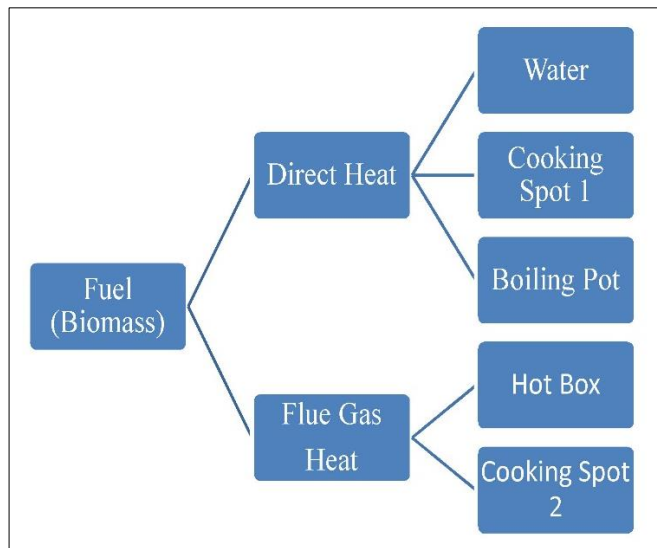 Fuel
(Biomass)
Direct Heat
Water
Cooking
Spot 1
Boiling Pot
Flue Gas
Heat
Hot Box
Cooking Spot
2